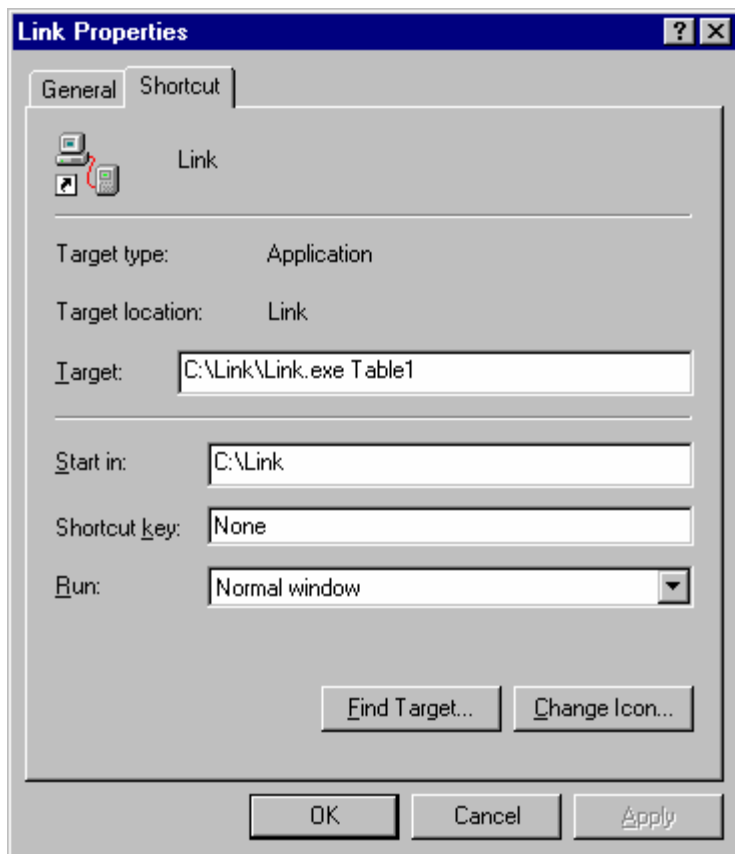 Link Properties
General Shortcut
Link
Target type: Application
Target location: Link
Target: C:\Link\Link.exe Table1
Start in: C:\Link
Shortcut key: None
Run: Normal window
Find Target... Change Icon...
OK Cancel Apply